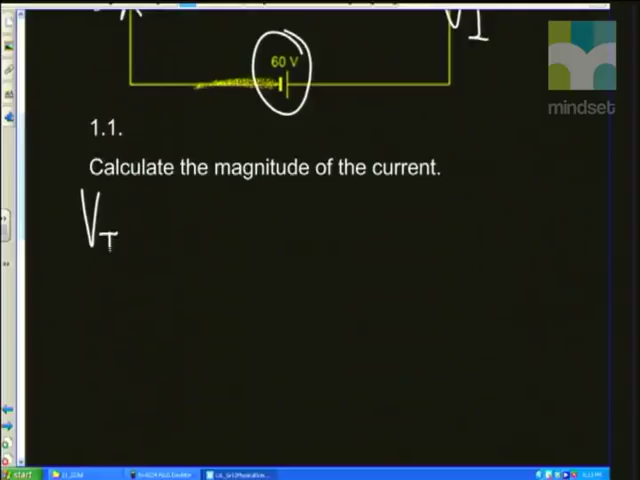 V I
60 V
mindset
1.1.
Calculate the magnitude of the current.
V_T
start